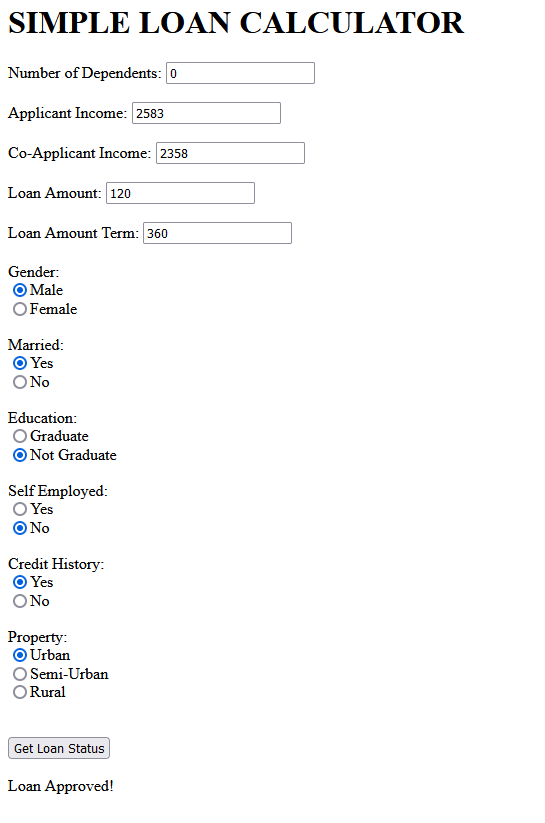 SIMPLE LOAN CALCULATOR
Number of Dependents: 0
Applicant Income: 2583
Co-Applicant Income: 2358
Loan Amount: 120
Loan Amount Term: 360
Gender:
Male
Female
Married:
Yes
No
Education:
Graduate
Not Graduate
Self Employed:
Yes
No
Credit History:
Yes
No
Property:
Urban
Semi-Urban
Rural
Get Loan Status
Loan Approved!